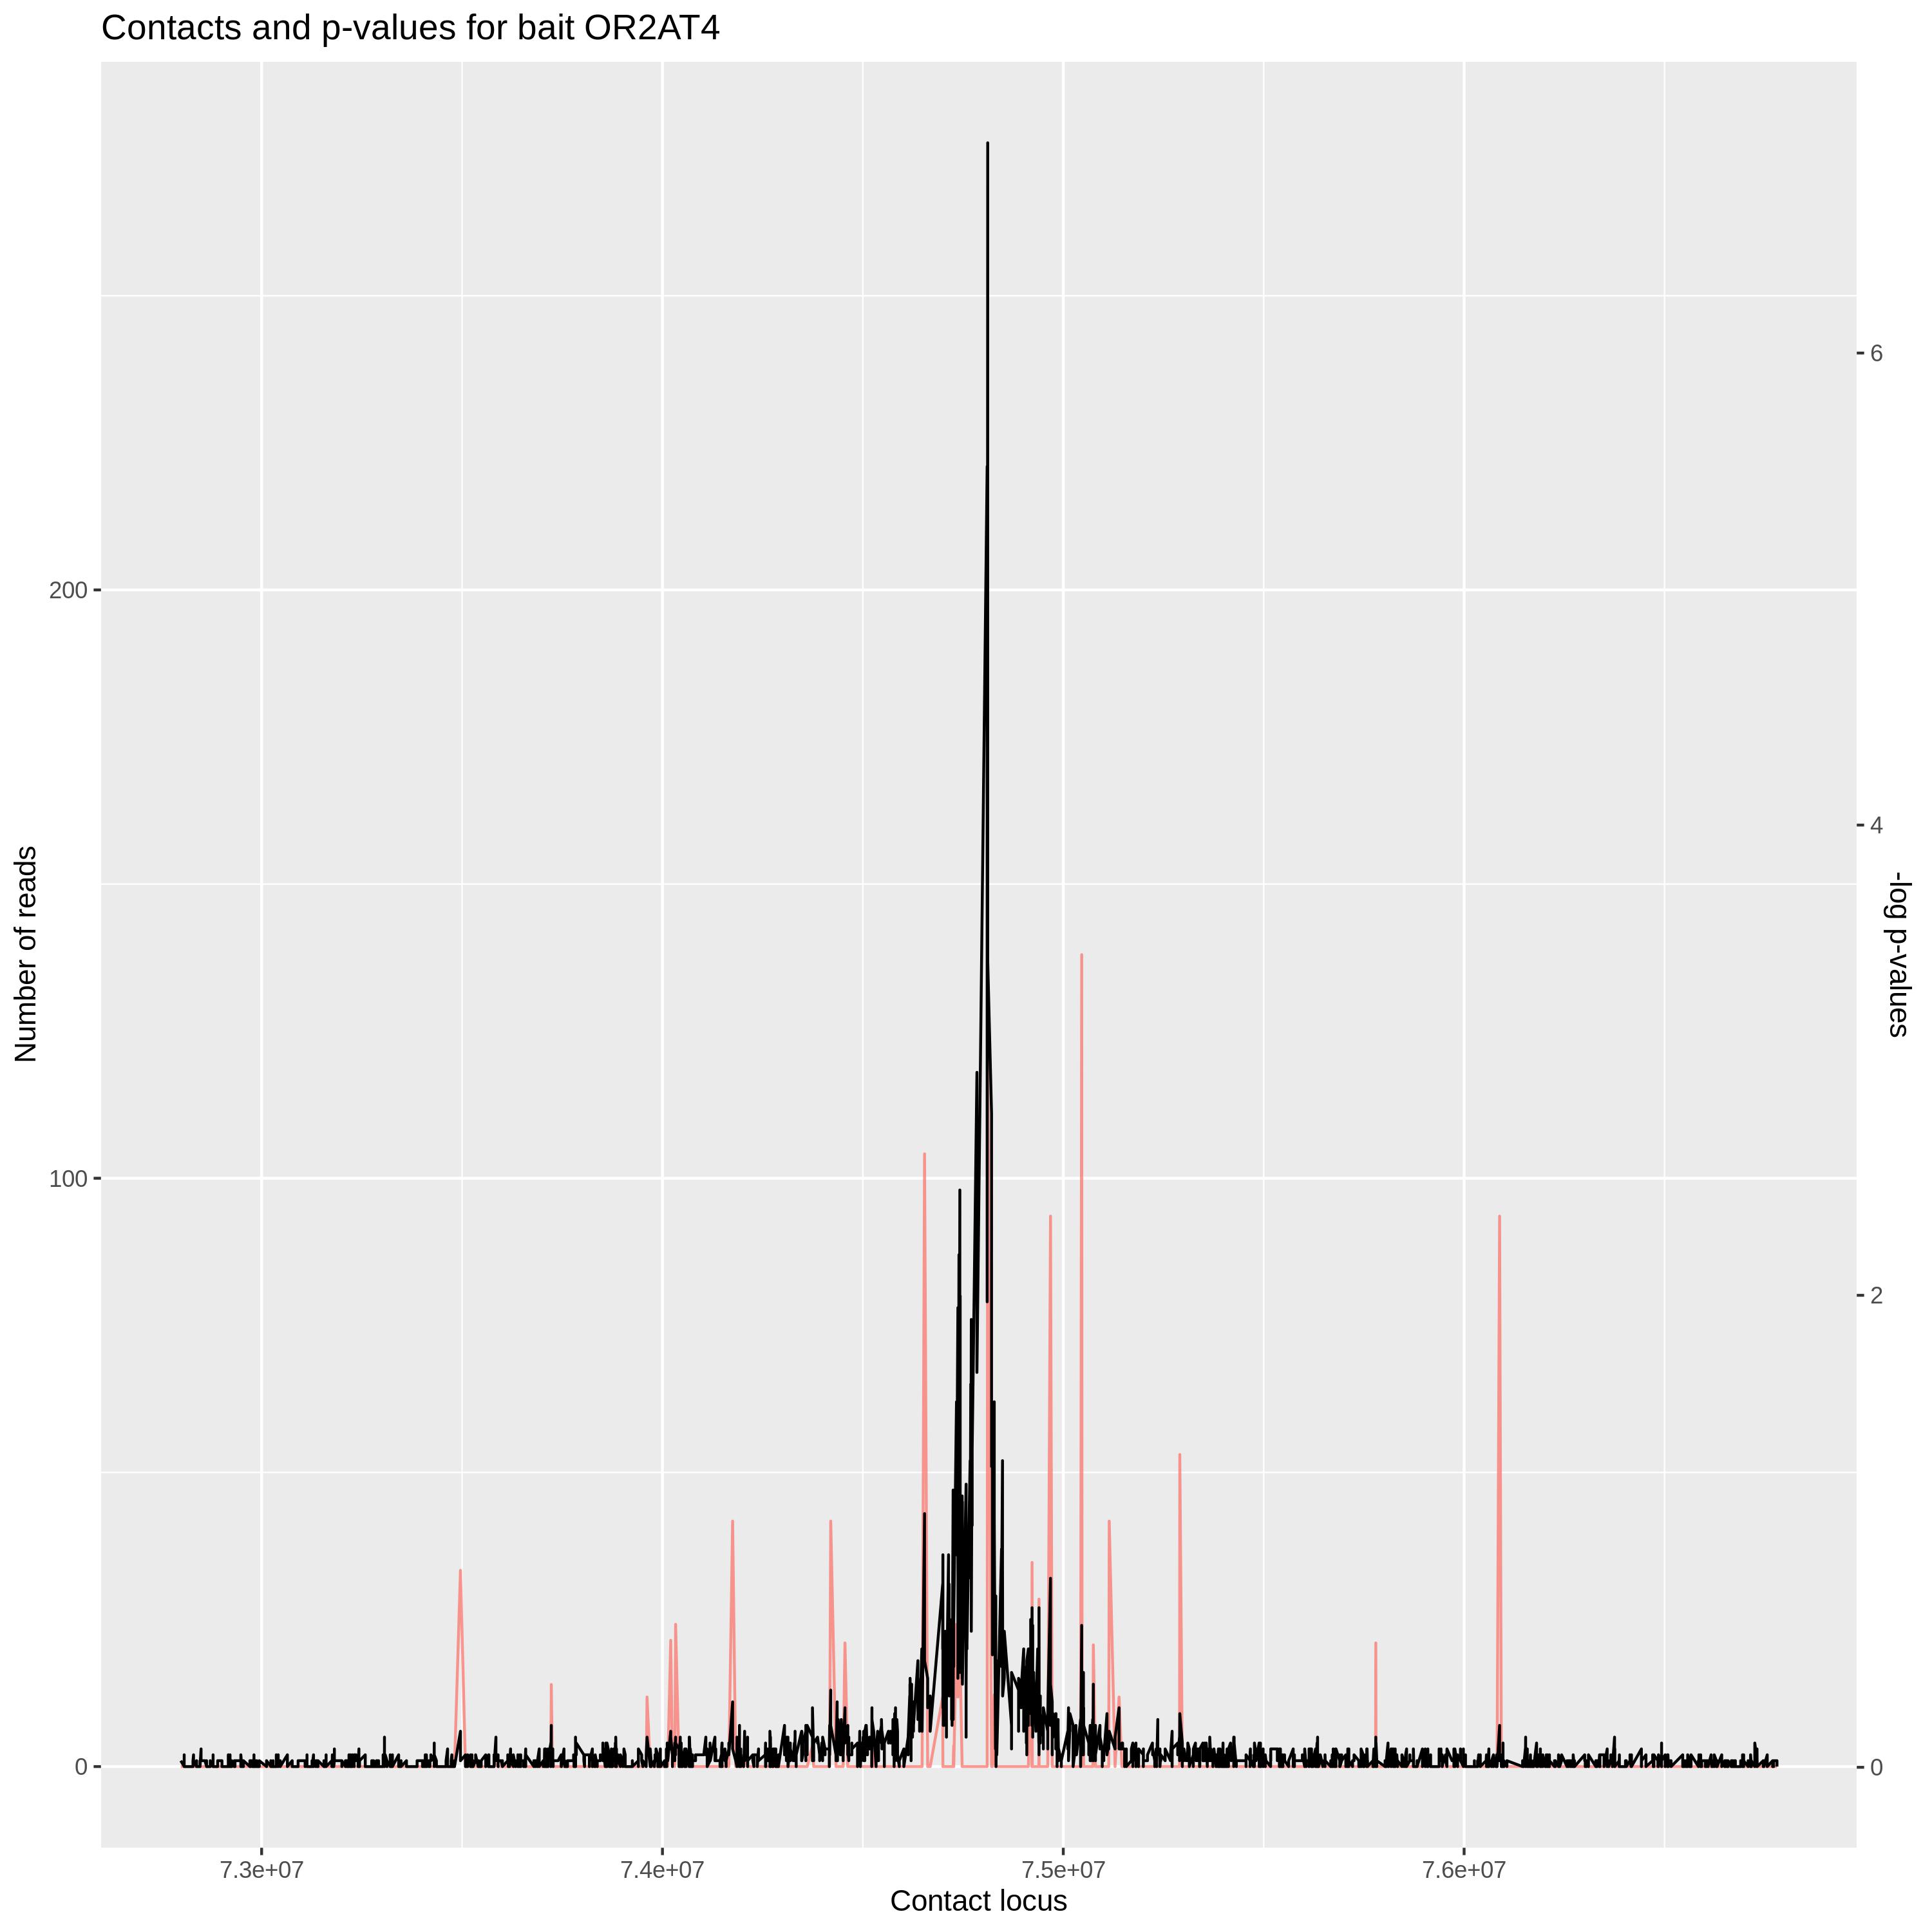 Contacts and p-values for bait OR2AT4
200
100
0
6
4
2
0
Number of reads
-log p-values
7.3e+07 7.4e+07 7.5e+07 7.6e+07
Contact locus